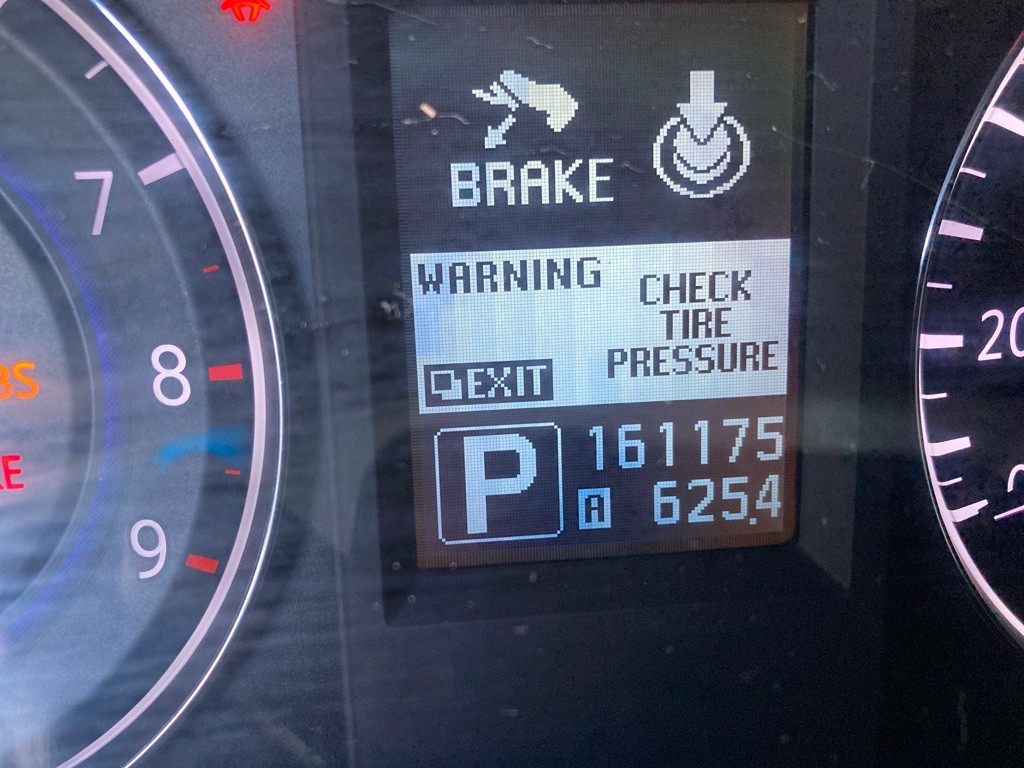 BRAKE
WARNING
CHECK
TIRE
PRESSURE
EXIT
P
161175
A 625.4
7
8
9
20